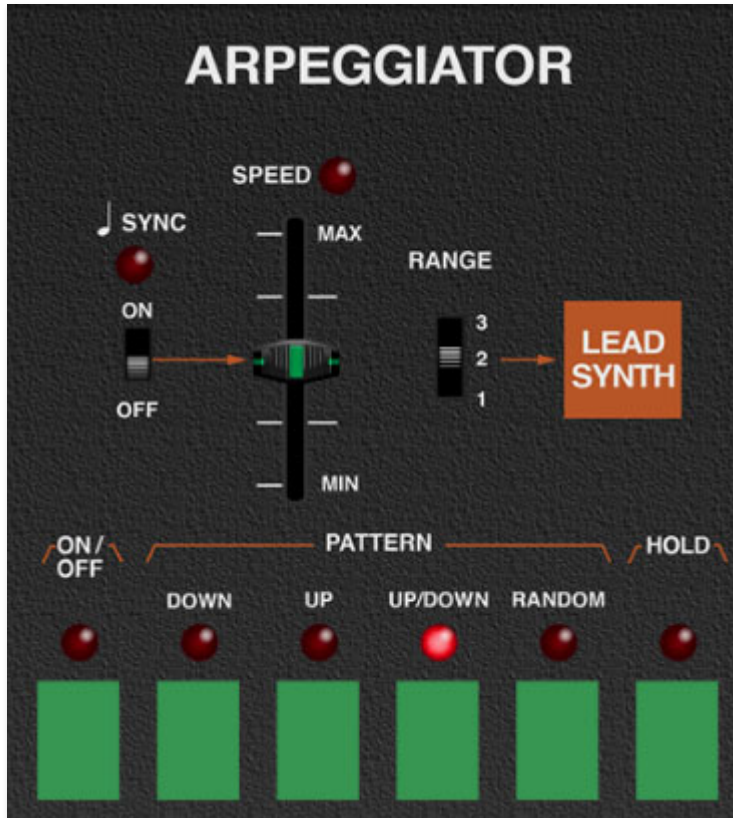 ARPEGGIATOR
SPEED
SYNC
MAX
RANGE
ON
3
LEAD
2
SYNTH
1
OFF
MIN
ON/
OFF
PATTERN
HOLD
DOWN UP UP/DOWN RANDOM